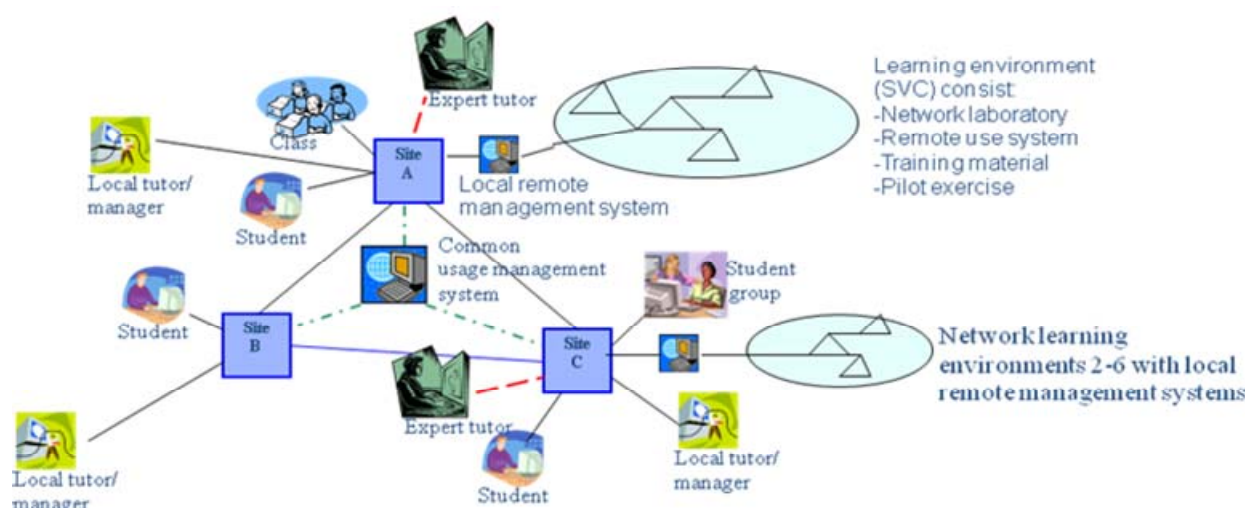 Expert tutor
Learning environment
(SVC) consist:
-Network laboratory
-Remote use system
-Training material
-Pilot exercise
Class
Site
A
Local tutor/
manager
Local remote
management system
Student
Common
usage management
system
Student
group
Student
Site
B
Site
C
Network learning
environments 2-6 with local
remote management systems
Expert tutor
Local tutor/
manager
Student
Local tutor/
manager